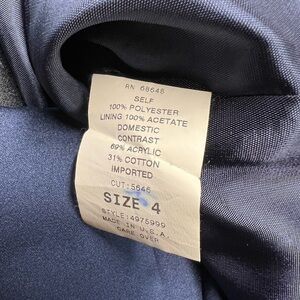 RN 68648
SELF
100% POLYESTER
LINING 100% ACETATE
DOMESTIC
CONTRAST
69% ACRYLIC
31% COTTON
IMPORTED
CUT:5646
SIZE 4
STYLE:4975999
MADE IN U.S.A.
CARE OVER